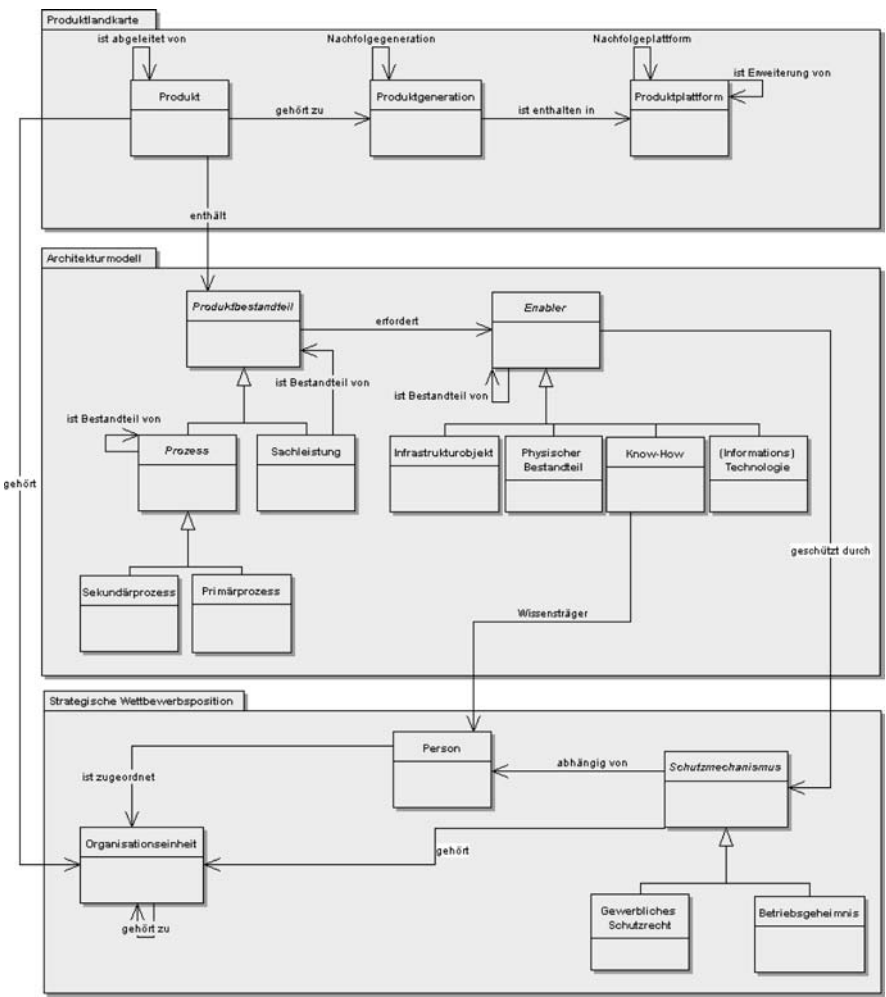 Produktlandkarte
ist abgeleitet von
Nachfolgegeneration
Nachfolgeplattform
ist Erweiterung von
Produkt
Produktgeneration
Produktplattform
gehört zu
ist enthalten in
enthält
Architekturmodell
Produktbestandteil
Enabler
erfordert
ist Bestandteil von
ist Bestandteil von
ist Bestandteil von
Prozess
Sachleistung
Infrastrukturobjekt
Physischer
Bestandteil
Know-How
(Informations)
Technologie
gehört
geschützt durch
Sekundärprozess
Primärprozess
Wissensträger
Strategische Wettbewerbsposition
Person
abhängig von
Schutzmechanismus
ist zugeordnet
Organisationseinheit
gehört
gehört zu
Gewerbliches
Schutzrecht
Betriebsgeheimnis